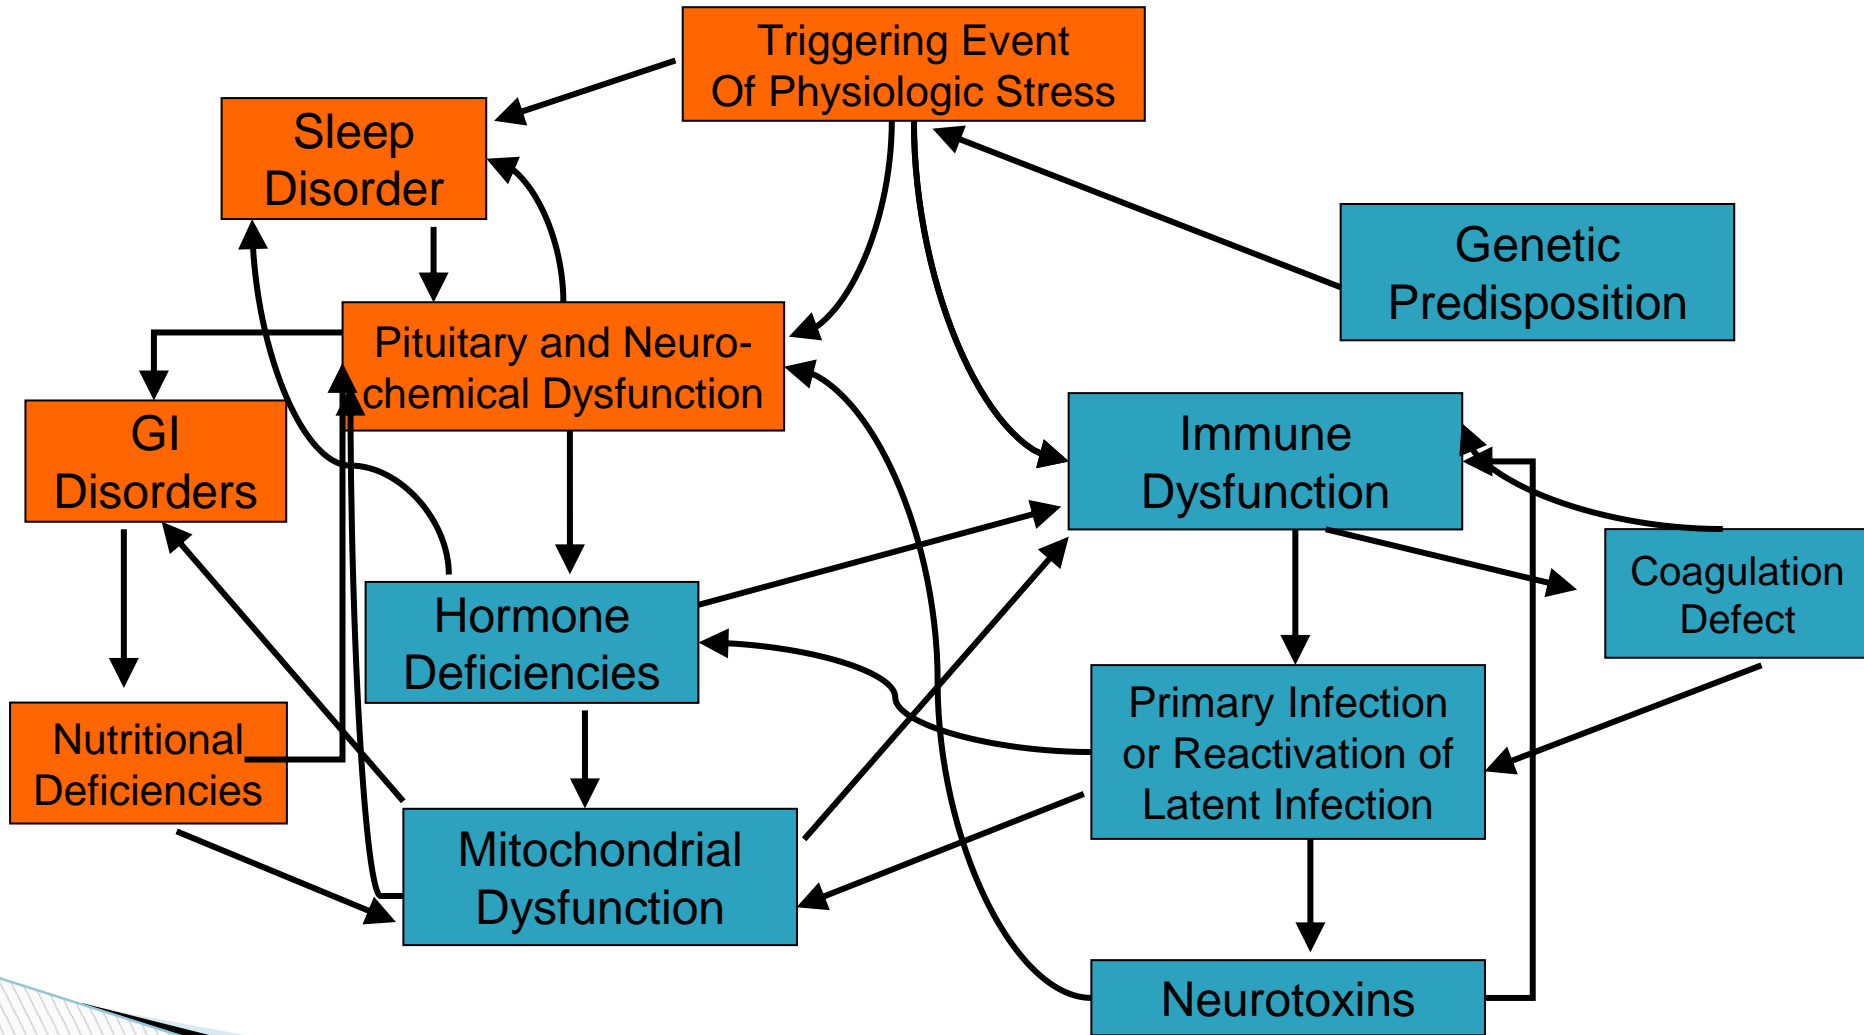 Triggering Event
Of Physiologic Stress
Sleep
Disorder
Genetic
Predisposition
Pituitary and Neuro-
chemical Dysfunction
GI
Disorders
Immune
Dysfunction
Coagulation
Defect
Hormone
Deficiencies
Primary Infection
or Reactivation of
Latent Infection
Nutritional
Deficiencies
Mitochondrial
Dysfunction
Neurotoxins